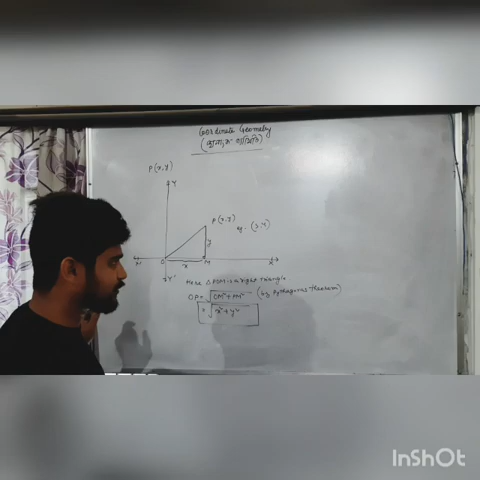 Coordinate Geometry
P(x,y)
Y
P(x,y)
eg. (3,4)
y
O
x
M
Y'
Here △POM is a right triangle
OP = √OM² + PM² (by Pythagoras theorem)
= √x² + y²
InShOt